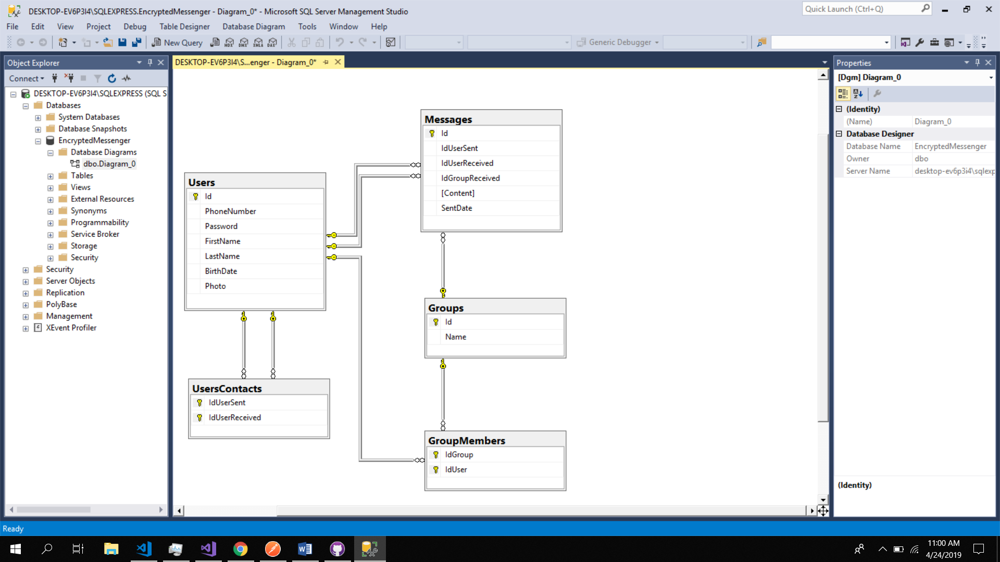 DESKTOP-EV6P3I4\SQLEXPRESS.EncryptedMessenger - Diagram_0* - Microsoft SQL Server Management Studio
Quick Launch (Ctrl+Q)
File Edit View Project Debug Table Designer Database Diagram Tools Window Help
New Query
MDX DMX XMLA DAX
Generic Debugger
Object Explorer
Connect
DESKTOP-EV6P3I4\SQLEXPRESS (SQL S
Databases
System Databases
Database Snapshots
EncryptedMessenger
Database Diagrams
dbo.Diagram_0
Tables
Views
External Resources
Synonyms
Programmability
Service Broker
Storage
Security
Security
Server Objects
Replication
PolyBase
Management
XEvent Profiler
DESKTOP-EV6P3I4\S...enger - Diagram_0*
Users
Id
PhoneNumber
Password
FirstName
LastName
BirthDate
Photo
UsersContacts
IdUserSent
IdUserReceived
Messages
Id
IdUserSent
IdUserReceived
IdGroupReceived
[Content]
SentDate
Groups
Id
Name
GroupMembers
IdGroup
IdUser
Properties
[Dgm] Diagram_0
(Identity)
(Name) Diagram_0
Database Designer
Database Name EncryptedMessenger
Owner dbo
Server Name desktop-ev6p3i4\sqlexp
(Identity)
Ready
11:00 AM
4/24/2019